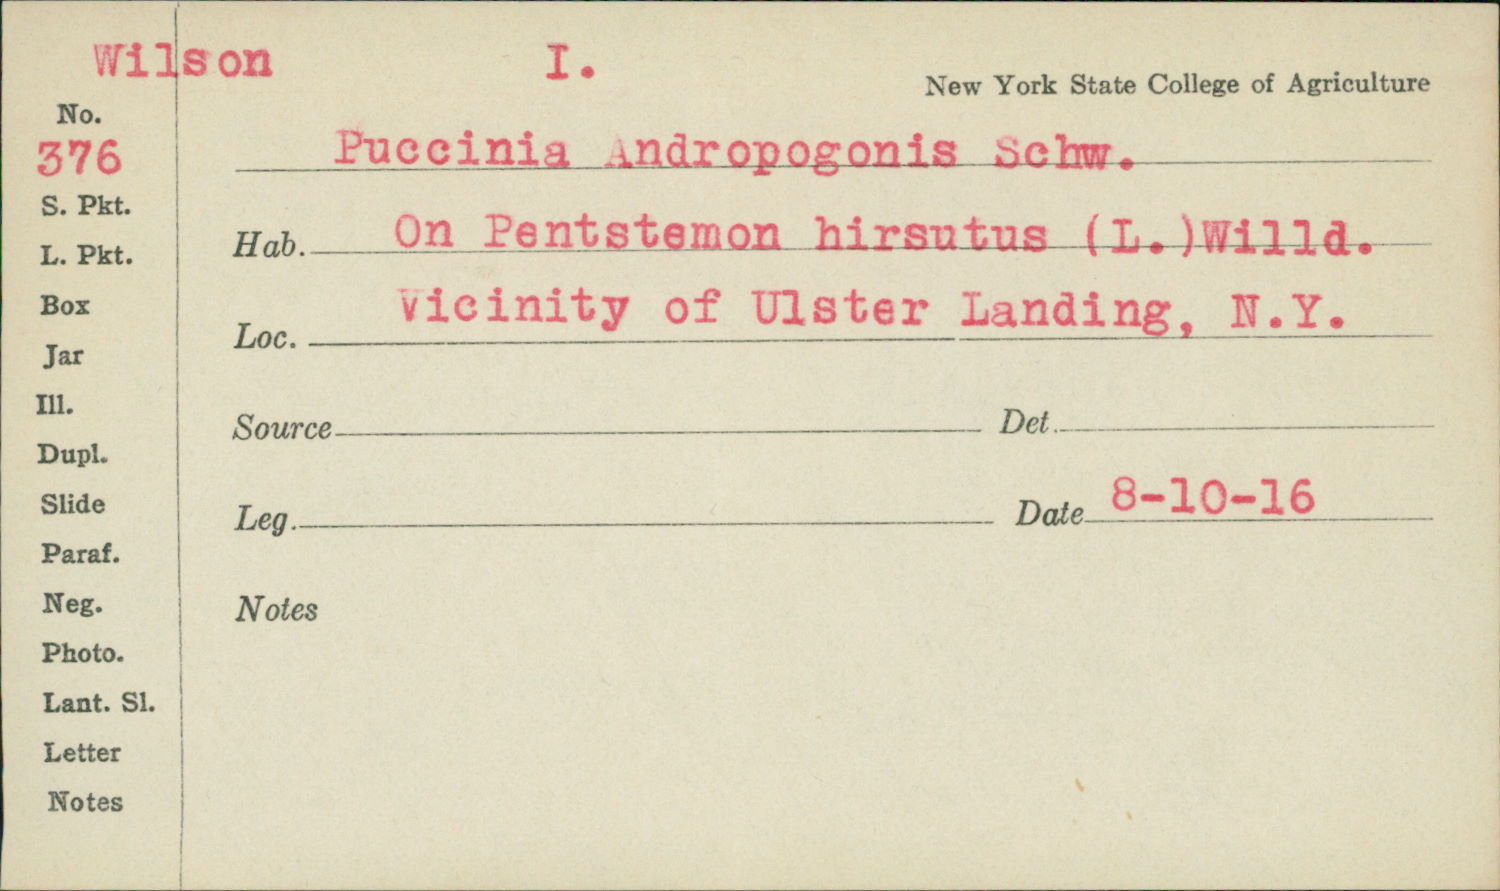 Wilson I.
New York State College of Agriculture
No.
376
Puccinia Andropogonis Schw.
S. Pkt.
Hab. On Pentstemon hirsutus (L.)Willd.
L. Pkt.
Box
Loc. Vicinity of Ulster Landing, N.Y.
Jar
Ill.
Source Det.
Dupl.
Slide
Leg. Date 8-10-16
Paraf.
Neg.
Notes
Photo.
Lant. Sl.
Letter
Notes